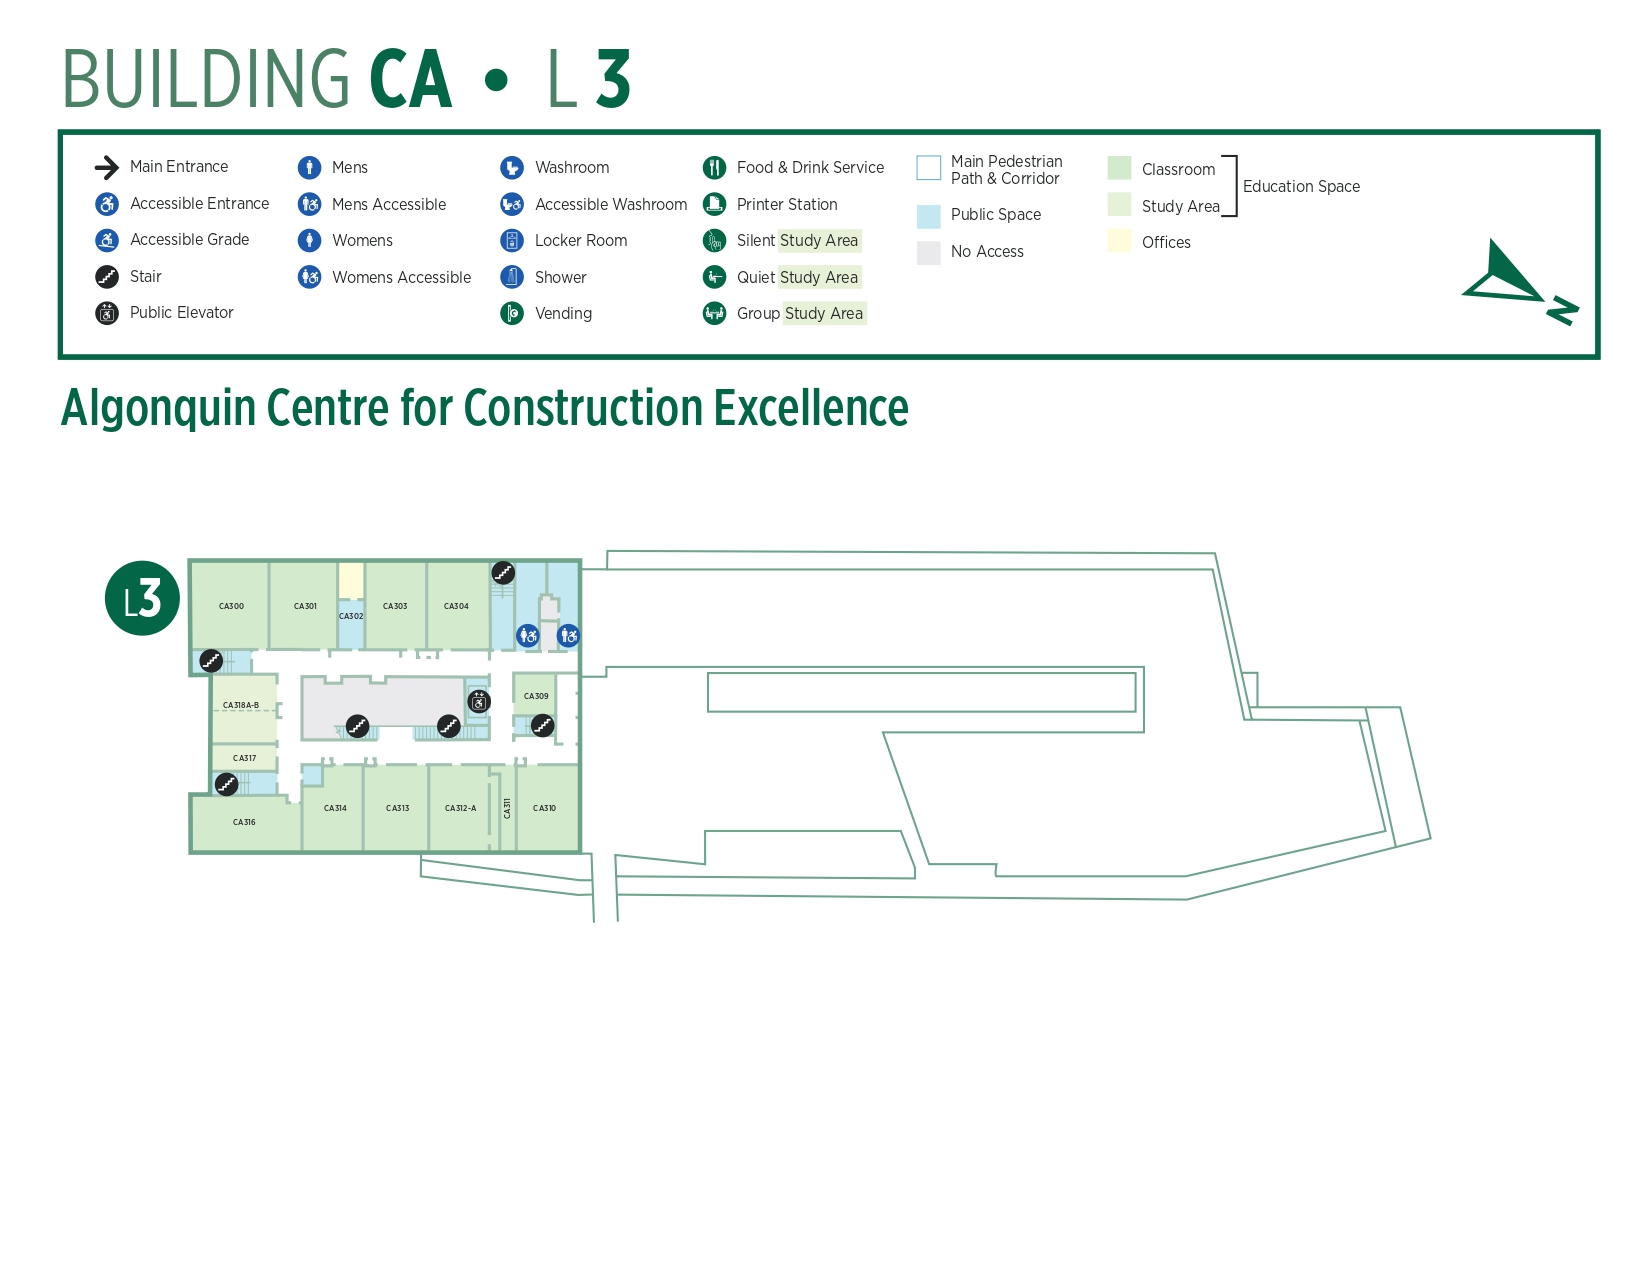 BUILDING CA • L 3
Main Entrance
Accessible Entrance
Accessible Grade
Stair
Public Elevator
Mens
Mens Accessible
Womens
Womens Accessible
Washroom
Accessible Washroom
Locker Room
Shower
Vending
Food & Drink Service
Printer Station
Silent Study Area
Quiet Study Area
Group Study Area
Main Pedestrian
Path & Corridor
Public Space
No Access
Classroom
Study Area
Offices
Education Space
N
Algonquin Centre for Construction Excellence
L3
CA300
CA301
CA302
CA303
CA304
CA318A-B
CA309
CA317
CA316
CA314
CA313
CA312-A
CA311
CA310